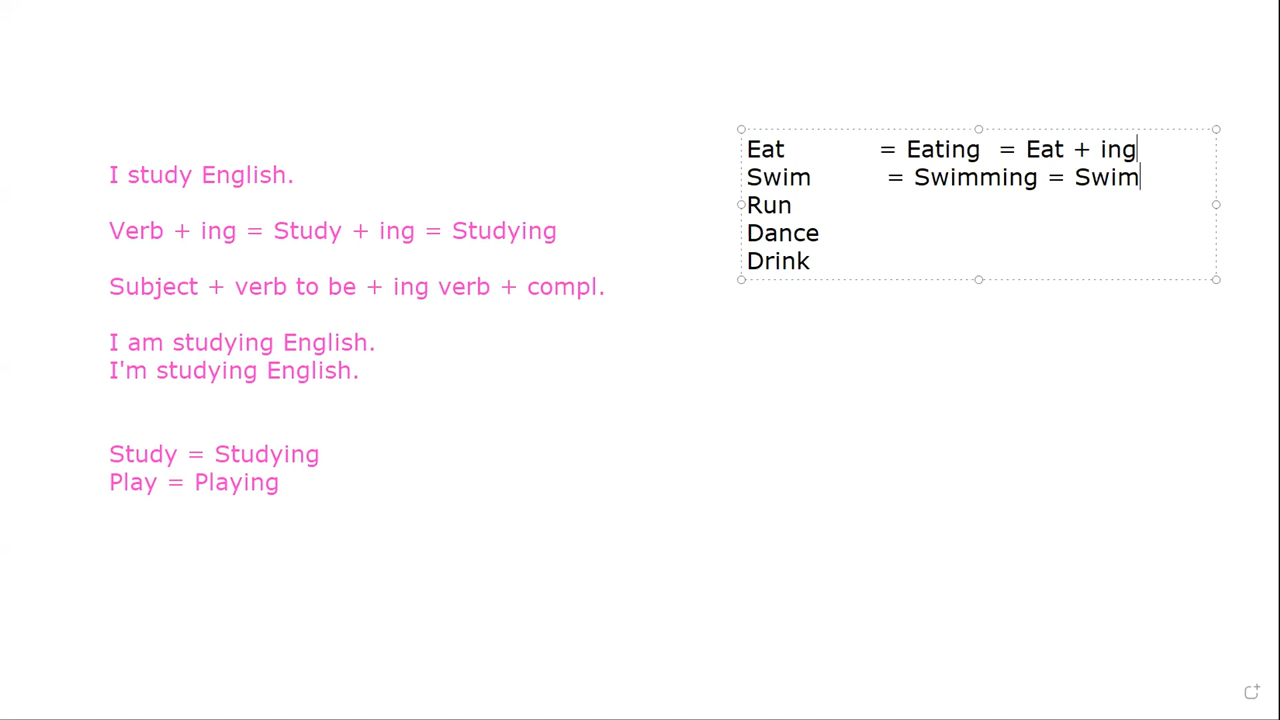 I study English.
Verb + ing = Study + ing = Studying
Subject + verb to be + ing verb + compl.
I am studying English.
I'm studying English.
Study = Studying
Play = Playing
Eat = Eating = Eat + ing
Swim = Swimming = Swim
Run
Dance
Drink